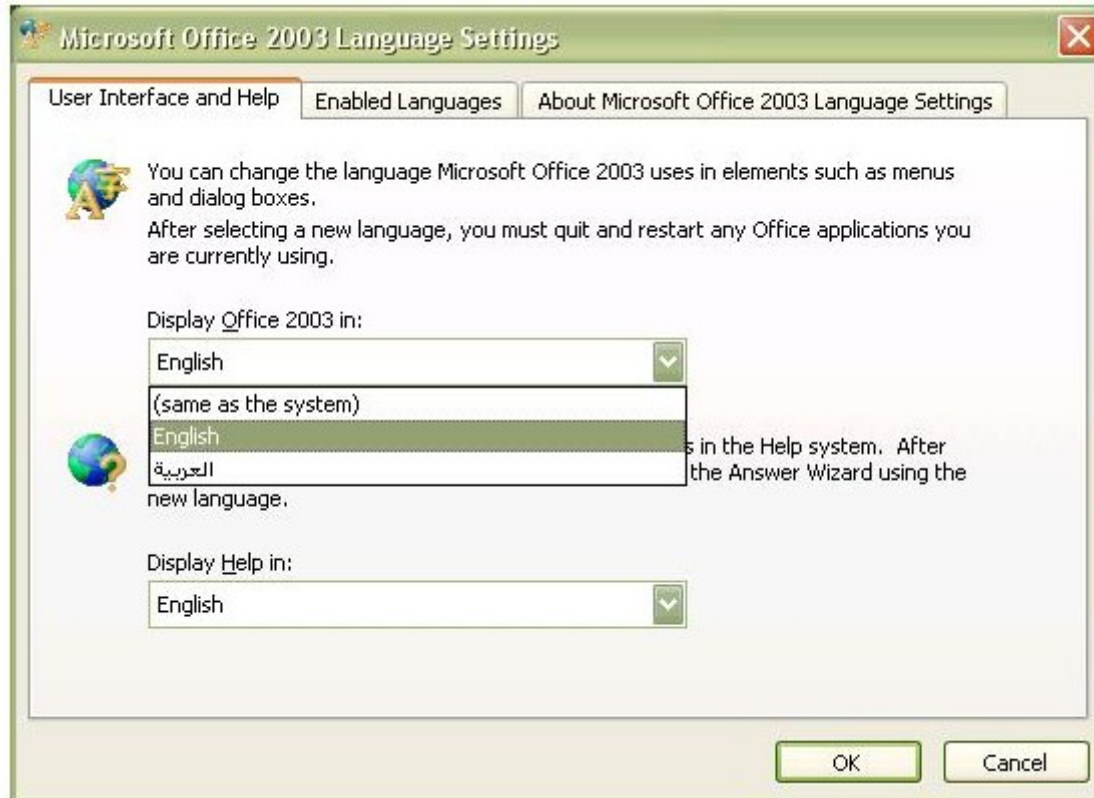 Microsoft Office 2003 Language Settings
User Interface and Help
Enabled Languages
About Microsoft Office 2003 Language Settings
You can change the language Microsoft Office 2003 uses in elements such as menus
and dialog boxes.
After selecting a new language, you must quit and restart any Office applications you
are currently using.
Display Office 2003 in:
English
(same as the system)
English
العربية
s in the Help system. After
the Answer Wizard using the
new language.
Display Help in:
English
OK
Cancel